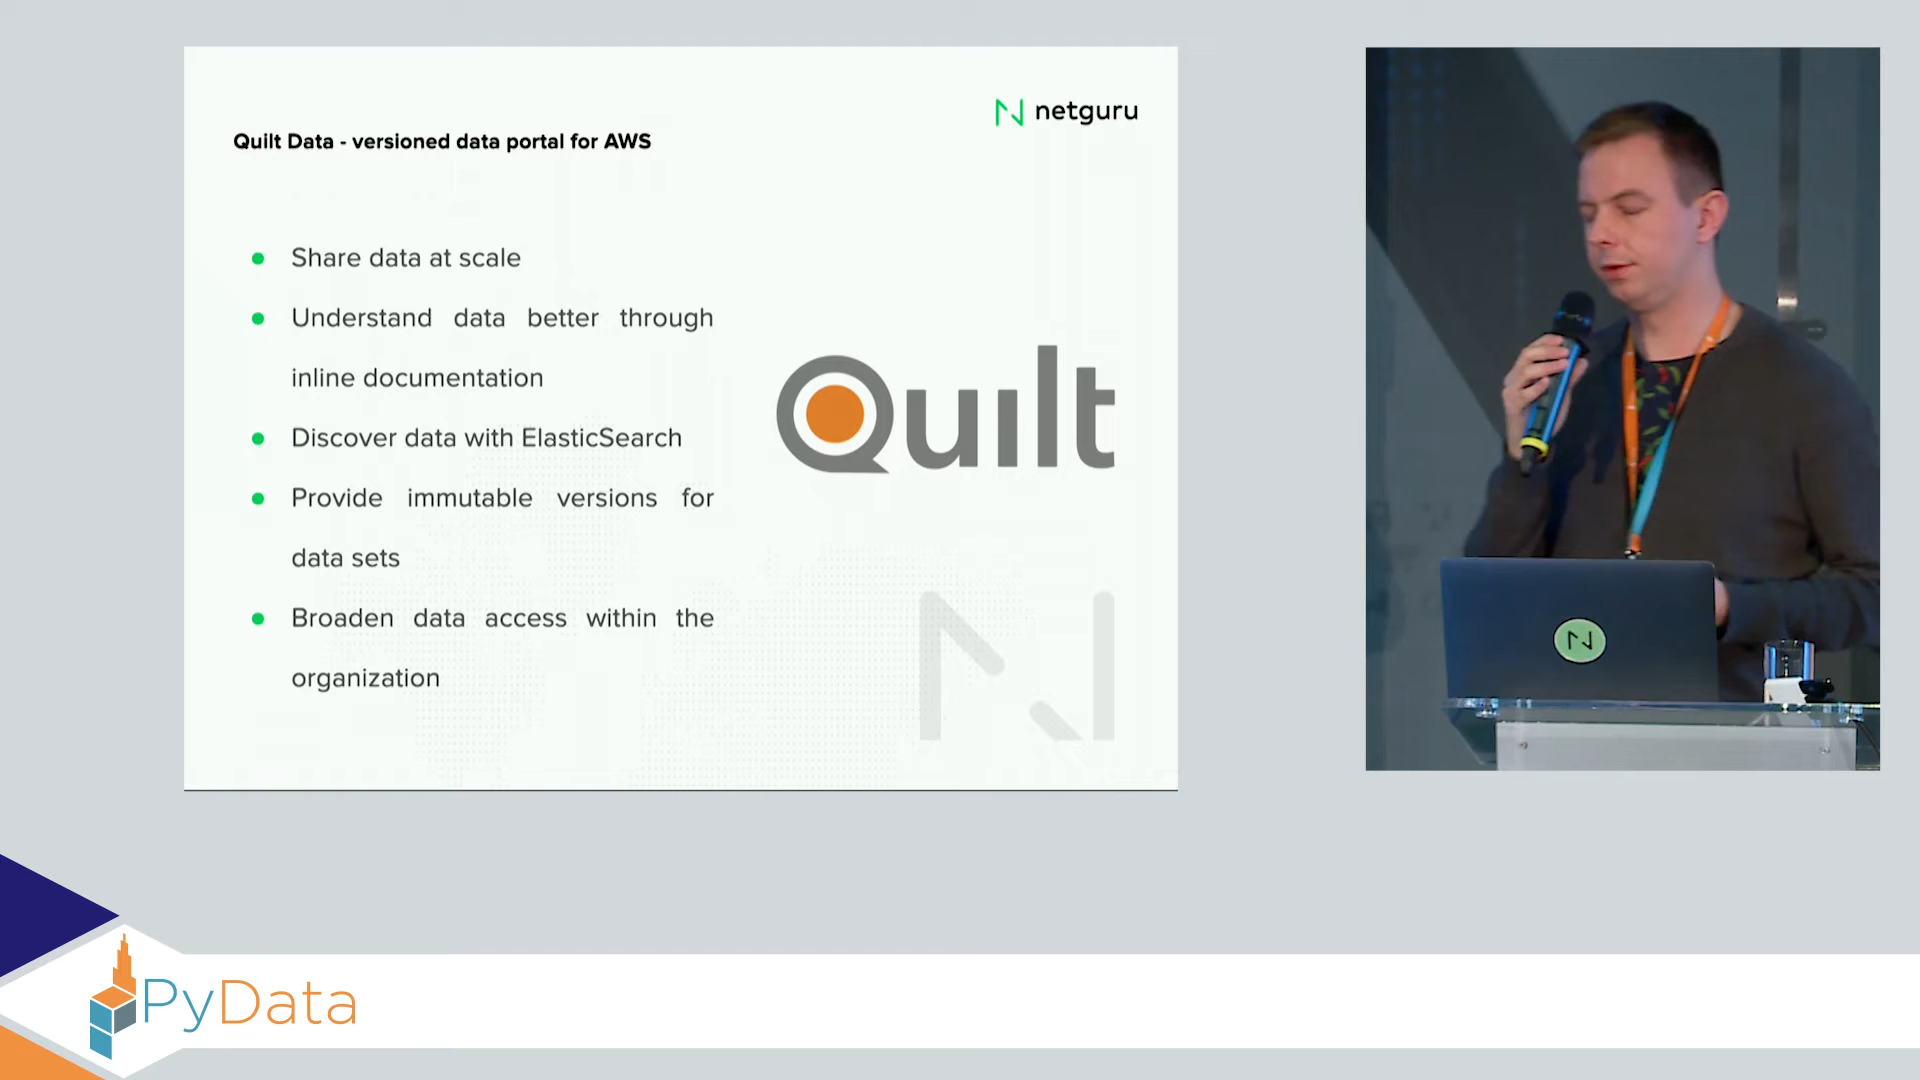 netguru
Quilt Data - versioned data portal for AWS
Share data at scale
Understand data better through
inline documentation
Discover data with ElasticSearch
Provide immutable versions for
data sets
Broaden data access within the
organization
Quilt
PyData